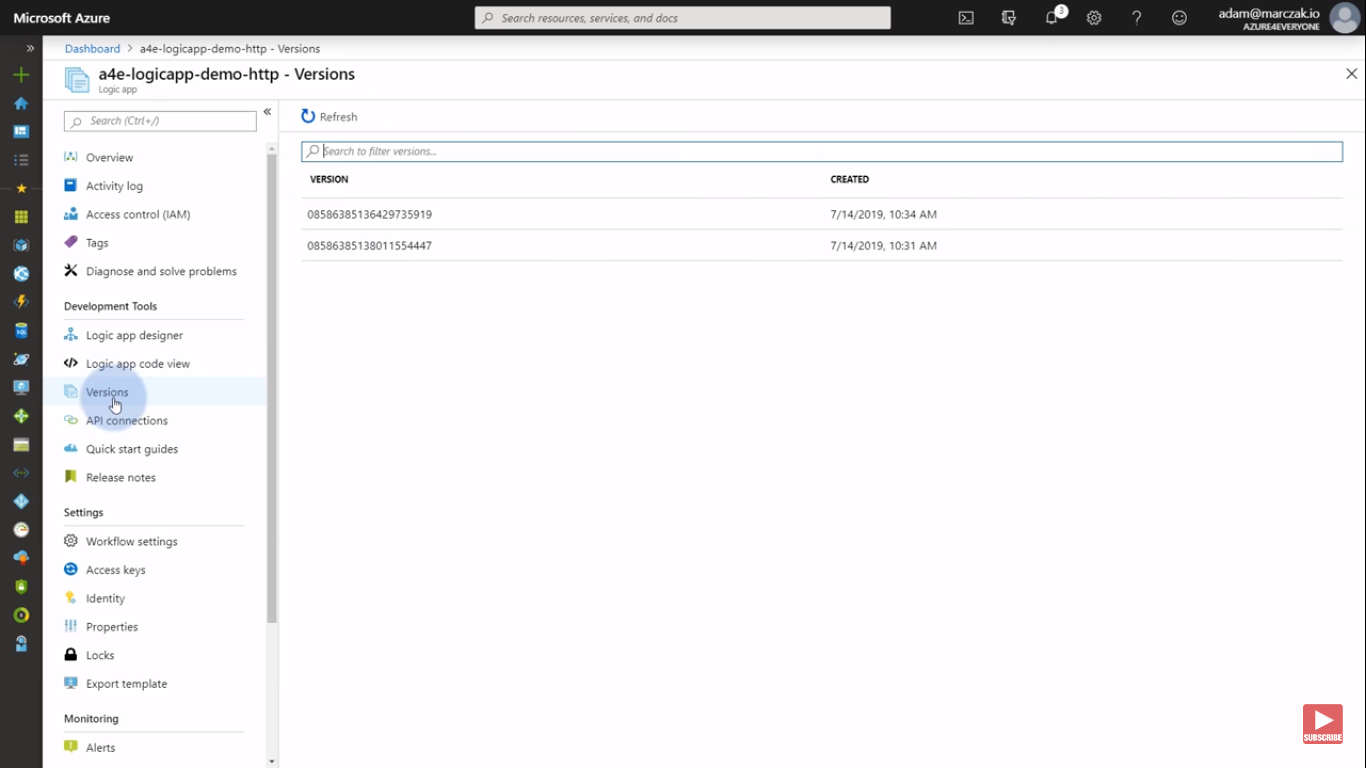 Microsoft Azure
Search resources, services, and docs
3
adam@marczak.io
AZURE4EVERYONE
Dashboard > a4e-logicapp-demo-http - Versions
a4e-logicapp-demo-http - Versions
Logic app
Search (Ctrl+/)
Overview
Activity log
Access control (IAM)
Tags
Diagnose and solve problems
Development Tools
Logic app designer
Logic app code view
Versions
API connections
Quick start guides
Release notes
Settings
Workflow settings
Access keys
Identity
Properties
Locks
Export template
Monitoring
Alerts
Refresh
Search to filter versions...
VERSION CREATED
08586385136429735919 7/14/2019, 10:34 AM
08586385138011554447 7/14/2019, 10:31 AM
SUBSCRIBE